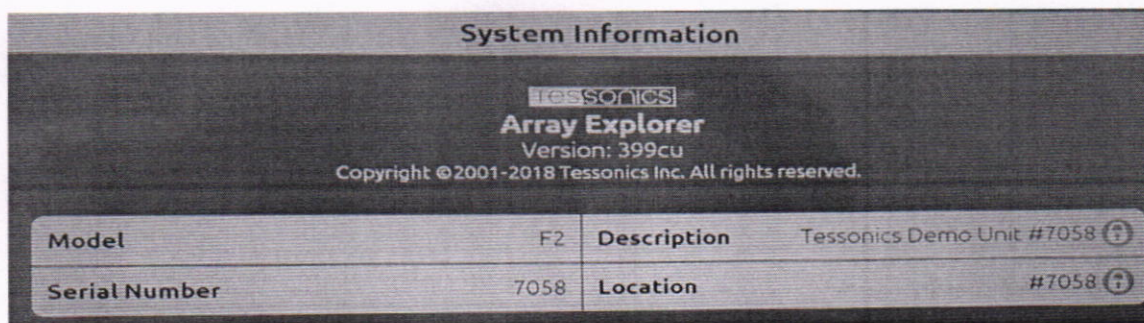 System Information
Tessonics
Array Explorer
Version: 399cu
Copyright ©2001-2018 Tessonics Inc. All rights reserved.
Model F2 Description Tessonics Demo Unit #7058
Serial Number 7058 Location #7058